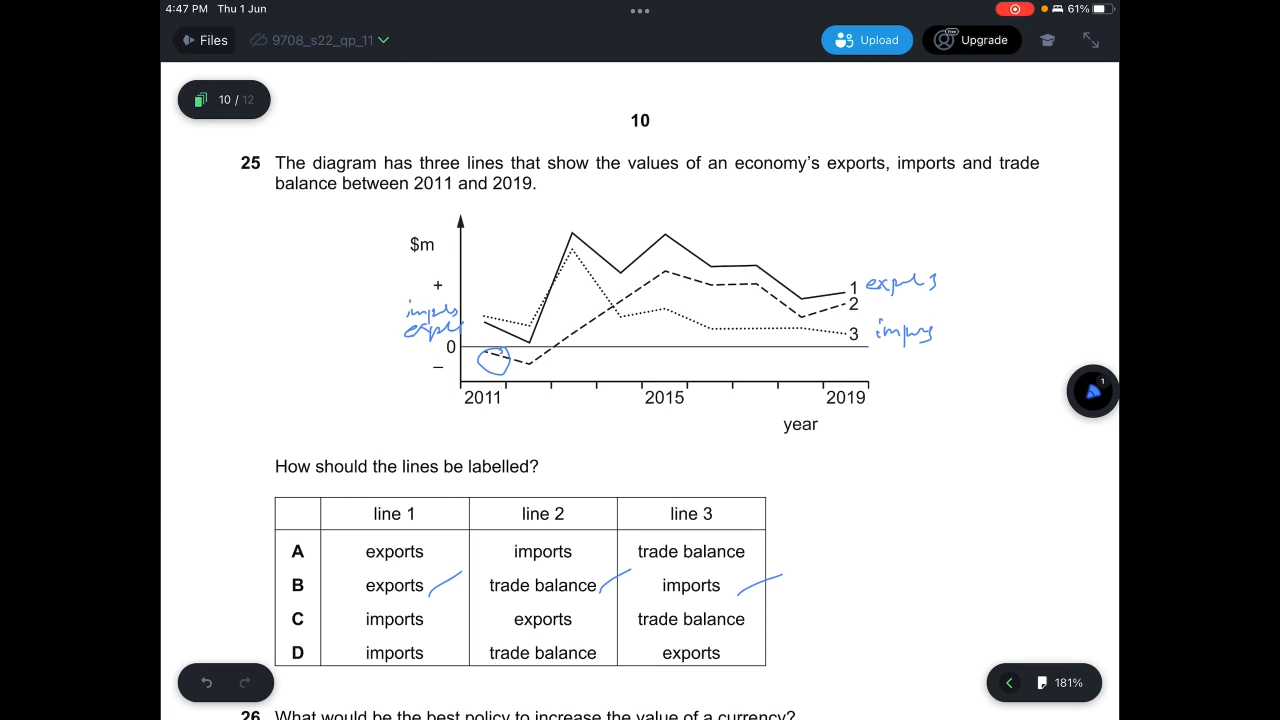 4:47 PM Thu 1 Jun
61%
Files
9708_s22_qp_11
Upload
Free
Upgrade
10 / 12
10
25 The diagram has three lines that show the values of an economy's exports, imports and trade
balance between 2011 and 2019.
$m
+
0
–
1
2
3
2011 2015 2019
year
How should the lines be labelled?
line 1 line 2 line 3
A exports imports trade balance
B exports trade balance imports
C imports exports trade balance
D imports trade balance exports
1
181%
26 What would be the best policy to increase the value of a currency?